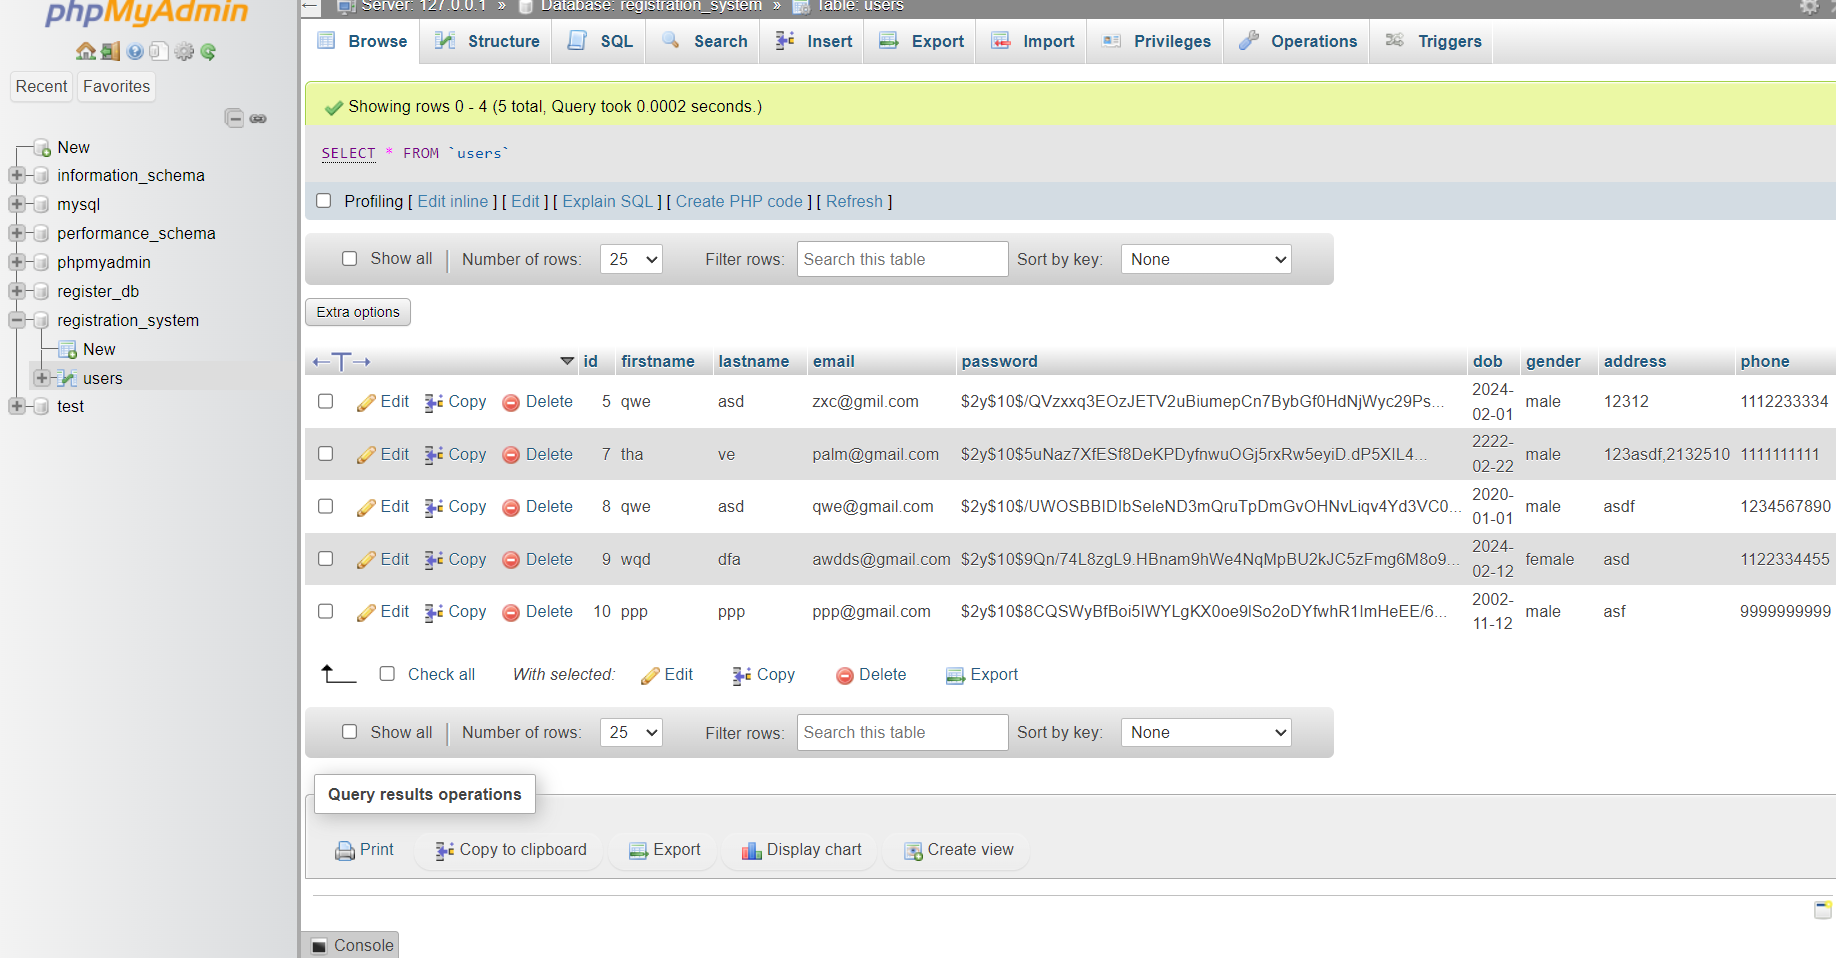 phpMyAdmin
Recent Favorites
New
information_schema
mysql
performance_schema
phpmyadmin
register_db
registration_system
New
users
test
Server: 127.0.0.1 » Database: registration_system » Table: users
Browse Structure SQL Search Insert Export Import Privileges Operations Triggers
Showing rows 0 - 4 (5 total, Query took 0.0002 seconds.)
SELECT * FROM `users`
Profiling [ Edit inline ] [ Edit ] [ Explain SQL ] [ Create PHP code ] [ Refresh ]
Show all | Number of rows: 25 Filter rows: Search this table Sort by key: None
Extra options
←T→ id firstname lastname email password dob gender address phone
Edit Copy Delete 5 qwe asd zxc@gmil.com $2y$10$/QVzxxq3EOzJETV2uBiumepCn7BybGf0HdNjWyc29Ps... 2024-02-01 male 12312 1112233334
Edit Copy Delete 7 tha ve palm@gmail.com $2y$10$5uNaz7XfESf8DeKPDyfnwuOGj5rxRw5eyiD.dP5XIL4... 2222-02-22 male 123asdf,2132510 1111111111
Edit Copy Delete 8 qwe asd qwe@gmail.com $2y$10$/UWOSBBIDIbSeleND3mQruTpDmGvOHNvLiqv4Yd3VC0... 2020-01-01 male asdf 1234567890
Edit Copy Delete 9 wqd dfa awdds@gmail.com $2y$10$9Qn/74L8zgL9.HBnam9hWe4NqMpBU2kJC5zFmg6M8o9... 2024-02-12 female asd 1122334455
Edit Copy Delete 10 ppp ppp ppp@gmail.com $2y$10$8CQSWyBfBoi5lWYLgKX0oe9lSo2oDYfwhR1ImHeEE/6... 2002-11-12 male asf 9999999999
Check all With selected: Edit Copy Delete Export
Show all | Number of rows: 25 Filter rows: Search this table Sort by key: None
Query results operations
Print Copy to clipboard Export Display chart Create view
Console